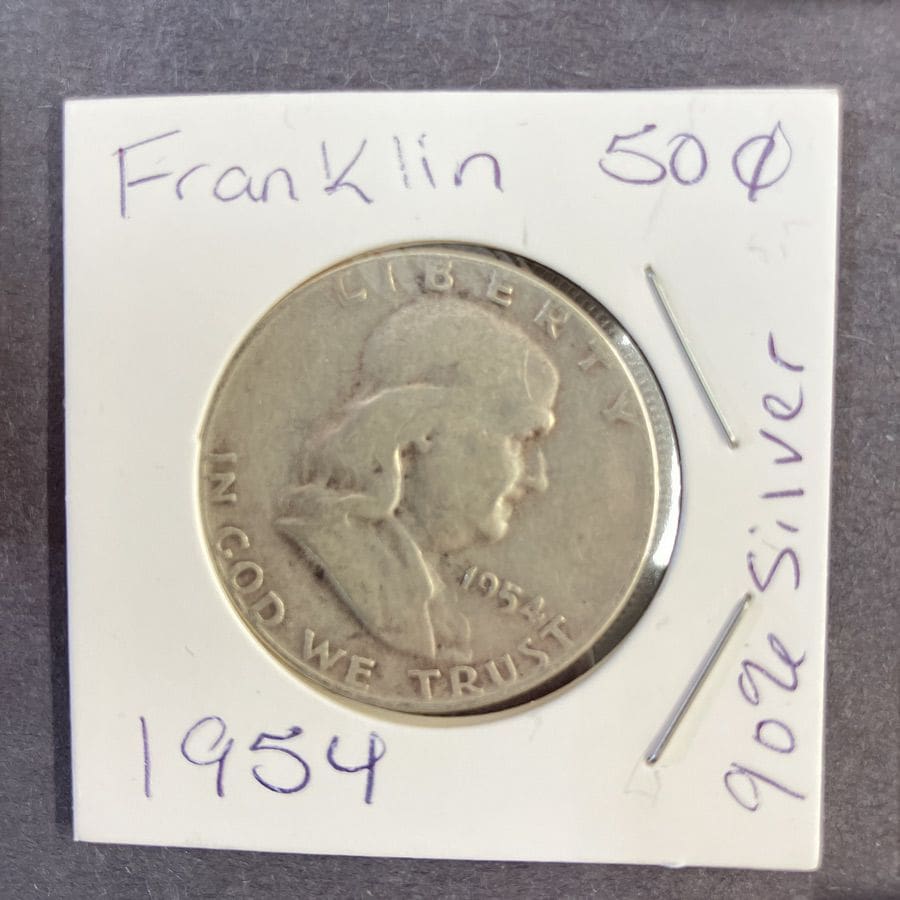 Franklin 50¢
LIBERTY
IN GOD WE TRUST
1954
1954
90% Silver